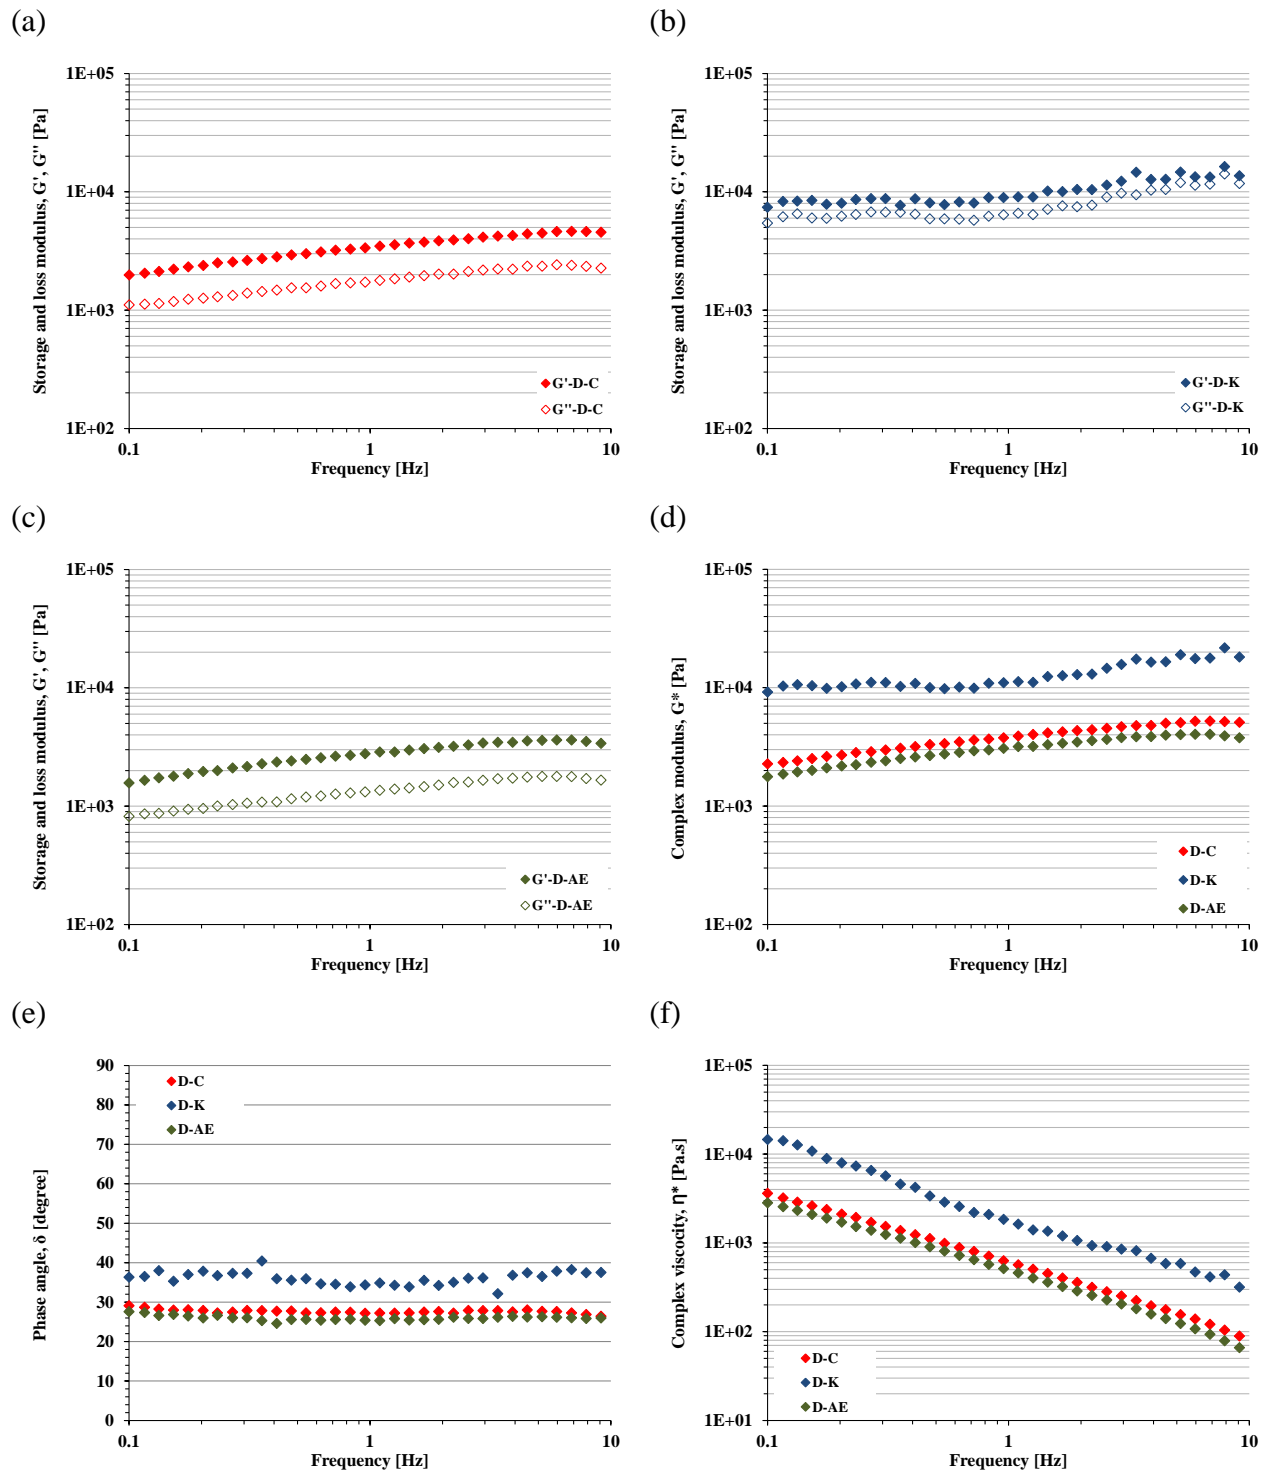 (a)
Storage and loss modulus, G', G'' [Pa]
1E+05
1E+04
1E+03
1E+02
0.1
1
10
Frequency [Hz]
G'-D-C
G''-D-C
(b)
Storage and loss modulus, G', G'' [Pa]
1E+05
1E+04
1E+03
1E+02
0.1
1
10
Frequency [Hz]
G'-D-K
G''-D-K
(c)
Storage and loss modulus, G', G'' [Pa]
1E+05
1E+04
1E+03
1E+02
0.1
1
10
Frequency [Hz]
G'-D-AE
G''-D-AE
(d)
Complex modulus, G* [Pa]
1E+05
1E+04
1E+03
1E+02
0.1
1
10
Frequency [Hz]
D-C
D-K
D-AE
(e)
Phase angle, δ [degree]
90
80
70
60
50
40
30
20
10
0
0.1
1
10
Frequency [Hz]
D-C
D-K
D-AE
(f)
Complex viscocity, η* [Pa.s]
1E+05
1E+04
1E+03
1E+02
1E+01
0.1
1
10
Frequency [Hz]
D-C
D-K
D-AE